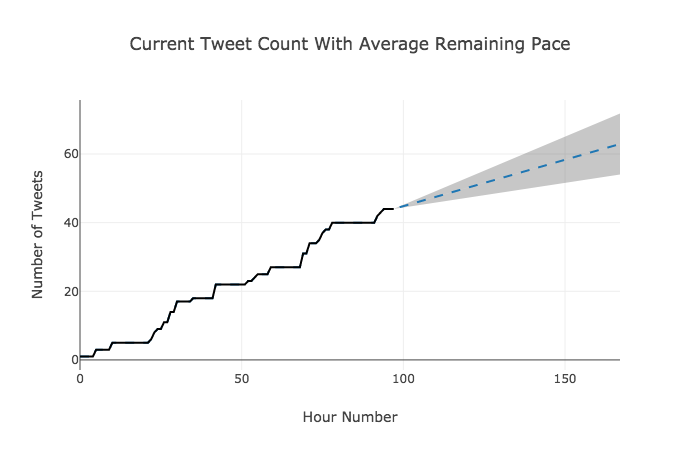 Current Tweet Count With Average Remaining Pace
Number of Tweets
60
40
20
0
0 50 100 150
Hour Number